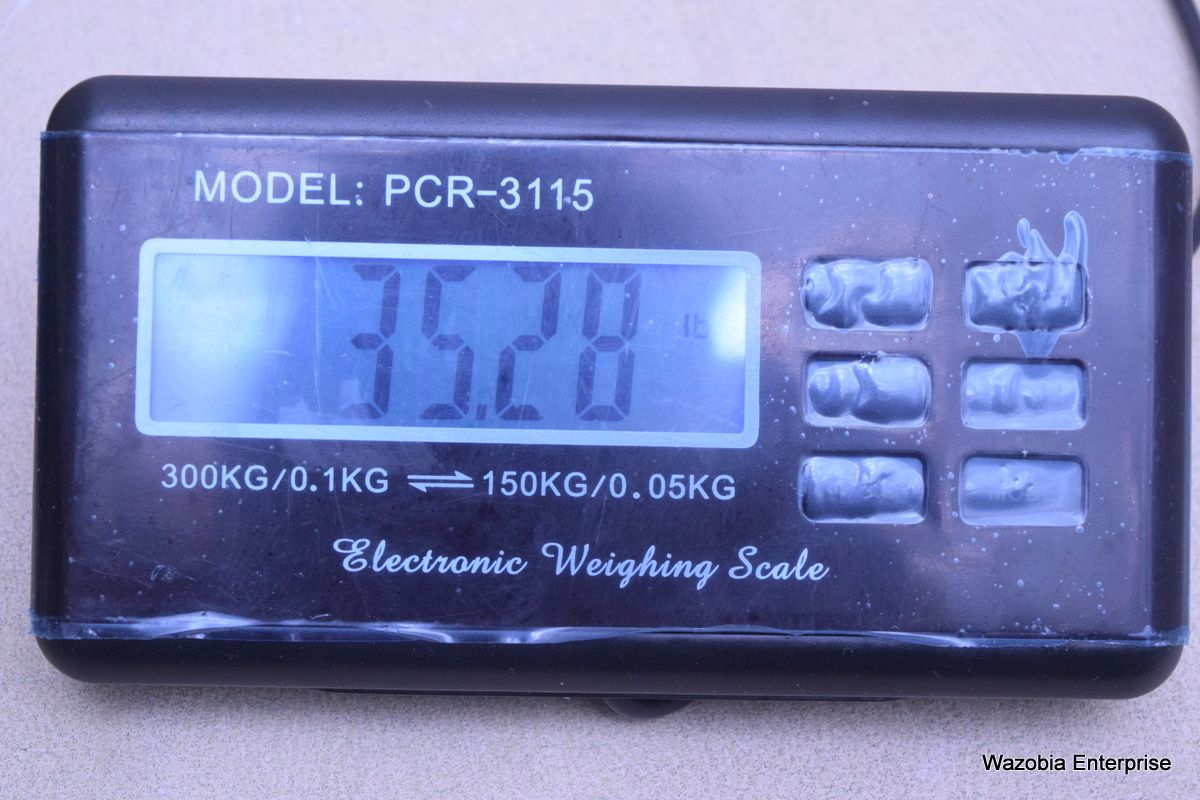 MODEL: PCR-3115
35.28 lb
300KG/0.1KG ⇌ 150KG/0.05KG
Electronic Weighing Scale
Wazobia Enterprise